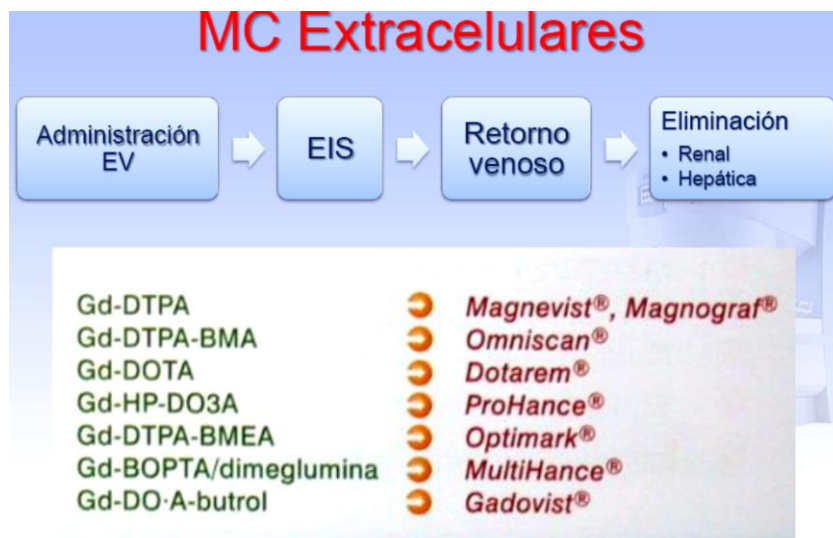 MC Extracelulares
Administración
EV
EIS
Retorno
venoso
Eliminación
• Renal
• Hepática
Gd-DTPA Magnevist®, Magnograf®
Gd-DTPA-BMA Omniscan®
Gd-DOTA Dotarem®
Gd-HP-DO3A ProHance®
Gd-DTPA-BMEA Optimark®
Gd-BOPTA/dimeglumina MultiHance®
Gd-DO·A-butrol Gadovist®